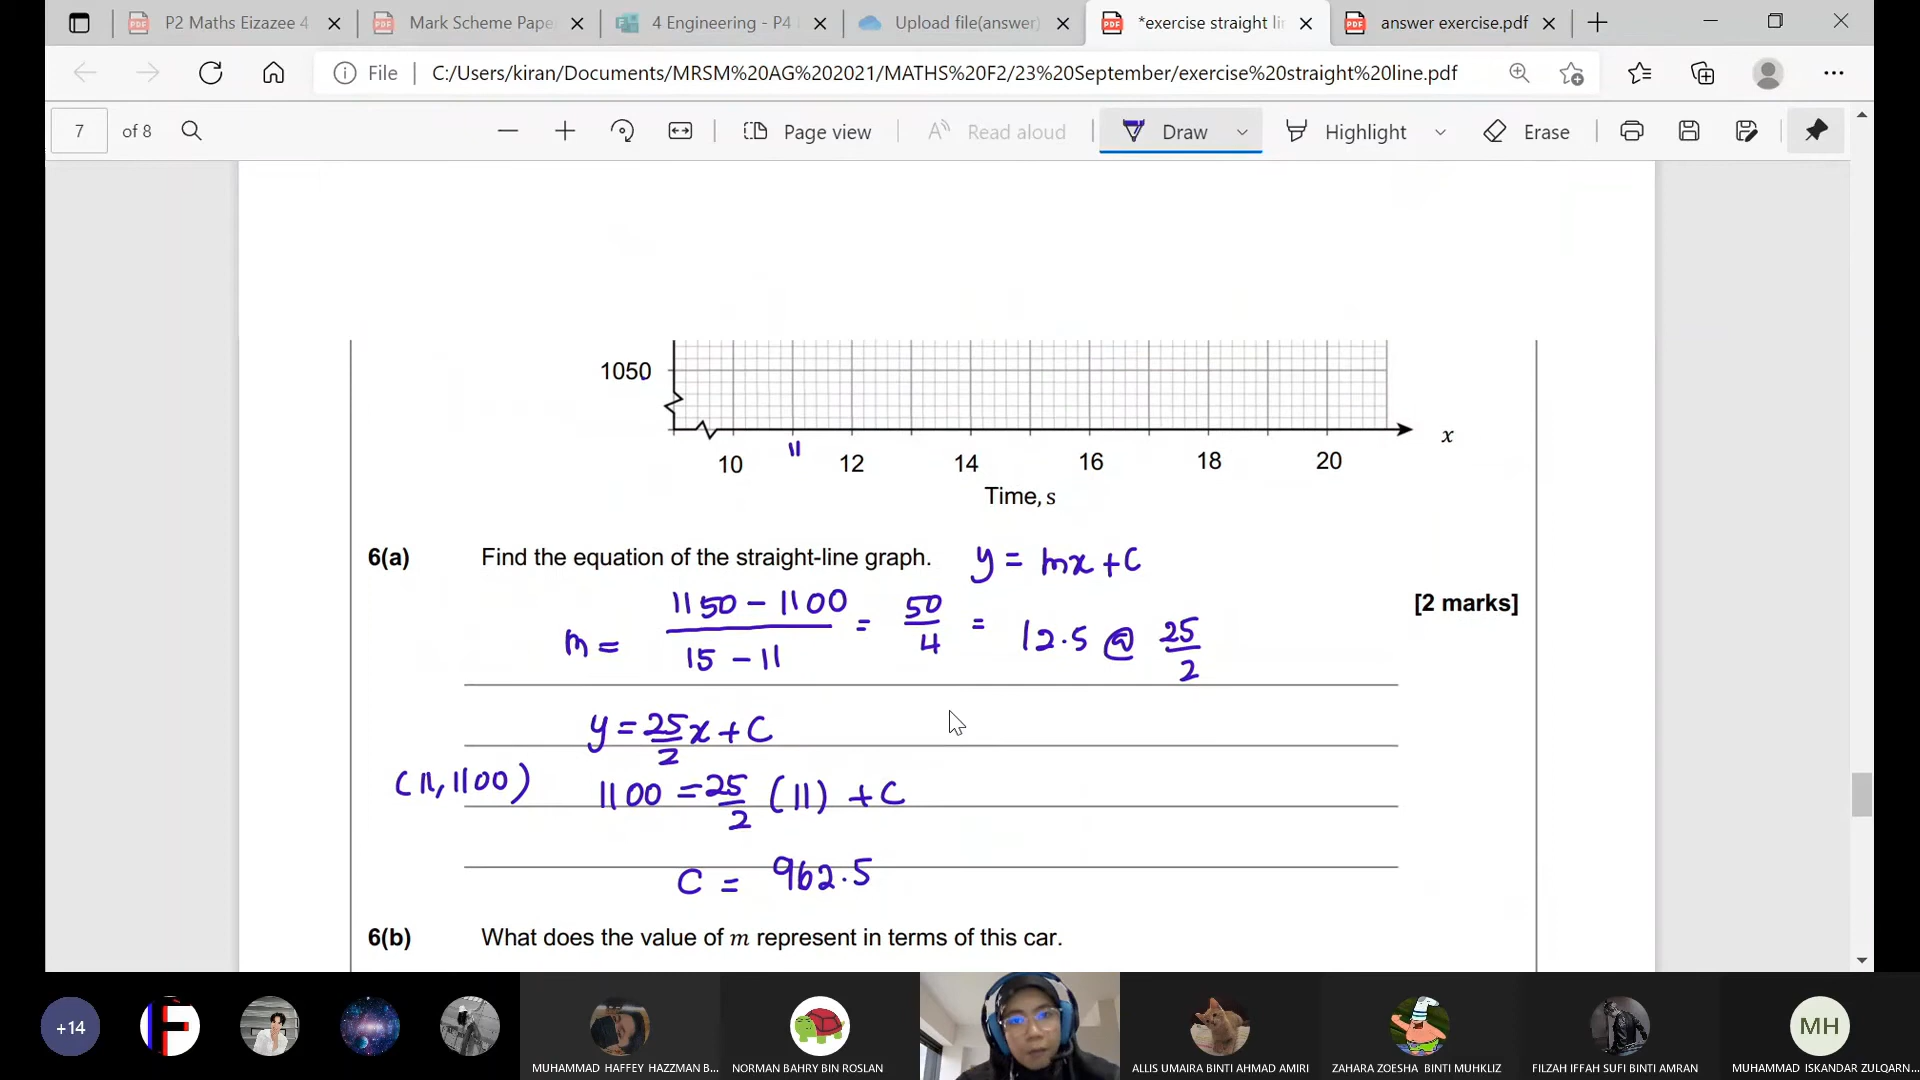 P2 Maths Eizazee 4
Mark Scheme Pape
4 Engineering - P4
Upload file(answer)
*exercise straight li
answer exercise.pdf
File
C:/Users/kiran/Documents/MRSM%20AG%202021/MATHS%20F2/23%20September/exercise%20straight%20line.pdf
7 of 8
Page view
Read aloud
Draw
Highlight
Erase
1050
x
11
10 12 14 16 18 20
Time, s
6(a) Find the equation of the straight-line graph. y = mx + C
[2 marks]
m = 1150 - 1100 / 15 - 11 = 50/4 = 12.5 @ 25/2
y = 25/2 x + C
(11, 1100) 1100 = 25/2 (11) + C
C = 962.5
6(b) What does the value of m represent in terms of this car.
+14
F
MH
MUHAMMAD HAFFEY HAZZMAN B...
NORMAN BAHRY BIN ROSLAN
ALLIS UMAIRA BINTI AHMAD AMIRI
ZAHARA ZOESHA BINTI MUHKLIZ
FILZAH IFFAH SUFI BINTI AMRAN
MUHAMMAD ISKANDAR ZULQARN...